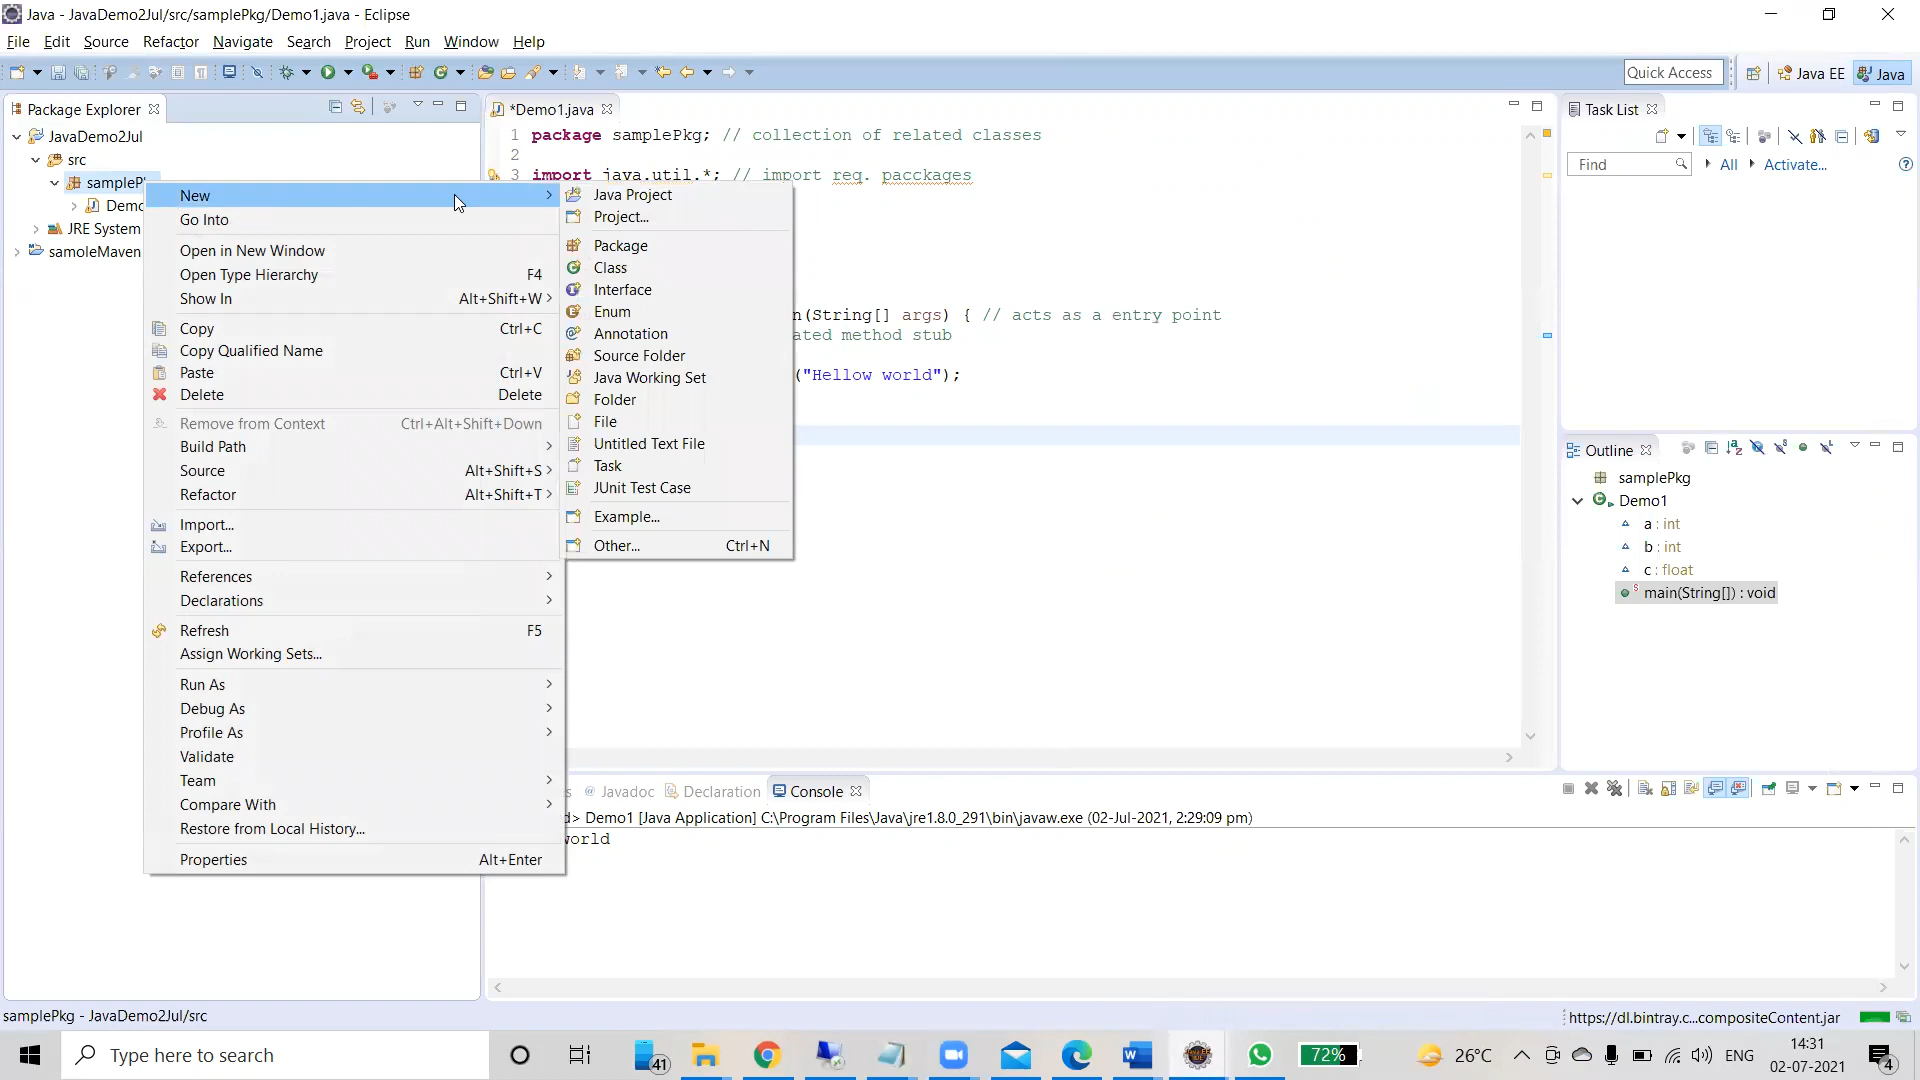 Java - JavaDemo2Jul/src/samplePkg/Demo1.java - Eclipse
File Edit Source Refactor Navigate Search Project Run Window Help
Quick Access
Java EE
Java
Package Explorer
JavaDemo2Jul
src
sampleP
Demo
JRE System
samoleMaven
New
Go Into
Open in New Window
Open Type Hierarchy F4
Show In Alt+Shift+W
Copy Ctrl+C
Copy Qualified Name
Paste Ctrl+V
Delete Delete
Remove from Context Ctrl+Alt+Shift+Down
Build Path
Source Alt+Shift+S
Refactor Alt+Shift+T
Import...
Export...
References
Declarations
Refresh F5
Assign Working Sets...
Run As
Debug As
Profile As
Validate
Team
Compare With
Restore from Local History...
Properties Alt+Enter
Java Project
Project...
Package
Class
Interface
Enum
Annotation
Source Folder
Java Working Set
Folder
File
Untitled Text File
Task
JUnit Test Case
Example...
Other... Ctrl+N
*Demo1.java
1 package samplePkg; // collection of related classes
2
3 import java.util.*; // import req. pacckages
n(String[] args) { // acts as a entry point
ated method stub
("Hellow world");
Task List
Find
All
Activate...
Outline
samplePkg
Demo1
a : int
b : int
c : float
main(String[]) : void
s @ Javadoc Declaration Console
d> Demo1 [Java Application] C:\Program Files\Java\jre1.8.0_291\bin\javaw.exe (02-Jul-2021, 2:29:09 pm)
world
samplePkg - JavaDemo2Jul/src
https://dl.bintray.c...compositeContent.jar
Type here to search
41
72%
26°C
ENG
14:31
02-07-2021
4